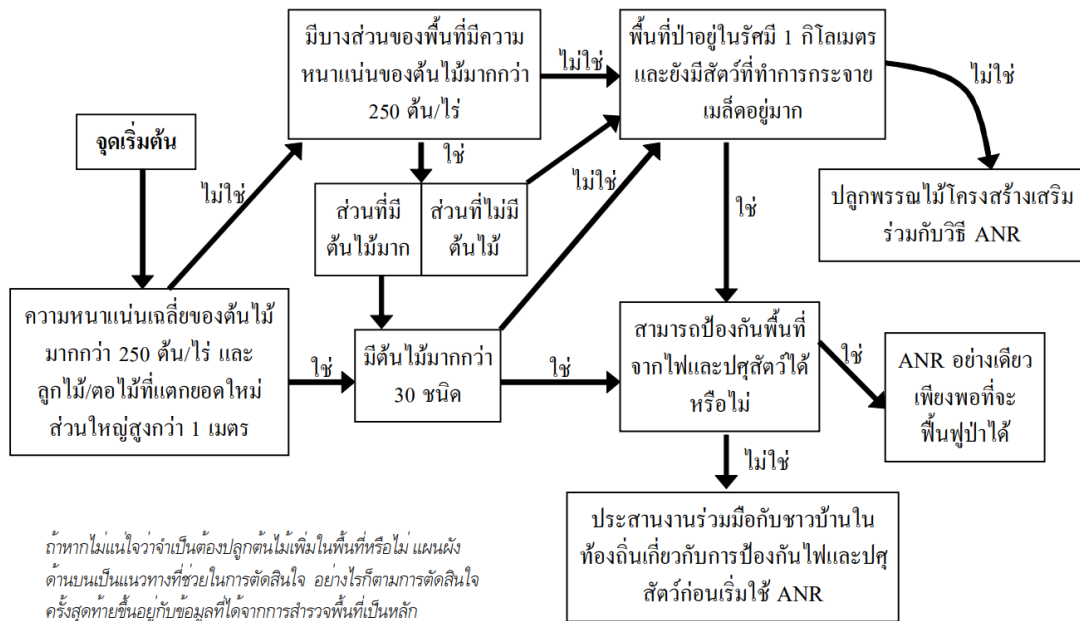 มีบางส่วนของพื้นที่มีความ
หนาแน่นของต้นไม้มากกว่า
250 ต้น/ไร่
ไม่ใช่
พื้นที่ป่าอยู่ในรัศมี 1 กิโลเมตร
และยังมีสัตว์ที่ทำการกระจาย
เมล็ดอยู่มาก
ไม่ใช่
จุดเริ่มต้น
ไม่ใช่
ใช่
ไม่ใช่
ส่วนที่มี
ต้นไม้มาก
ส่วนที่ไม่มี
ต้นไม้
ใช่
ปลูกพรรณไม้โครงสร้างเสริม
ร่วมกับวิธี ANR
ความหนาแน่นเฉลี่ยของต้นไม้
มากกว่า 250 ต้น/ไร่ และ
ลูกไม้/ตอไม้ที่แตกยอดใหม่
ส่วนใหญ่สูงกว่า 1 เมตร
ใช่
มีต้นไม้มากกว่า
30 ชนิด
ใช่
สามารถป้องกันพื้นที่
จากไฟและปศุสัตว์ได้
หรือไม่
ใช่
ANR อย่างเดียว
เพียงพอที่จะ
ฟื้นฟูป่าได้
ไม่ใช่
ประสานงานร่วมมือกับชาวบ้านใน
ท้องถิ่นเกี่ยวกับการป้องกันไฟและปศุ
สัตว์ก่อนเริ่มใช้ ANR
ถ้าหากไม่แน่ใจว่าจำเป็นต้องปลูกต้นไม้เพิ่มในพื้นที่หรือไม่ แผนผัง
ด้านบนเป็นแนวทางที่ช่วยในการตัดสินใจ อย่างไรก็ตามการตัดสินใจ
ครั้งสุดท้ายขึ้นอยู่กับข้อมูลที่ได้จากการสำรวจพื้นที่เป็นหลัก